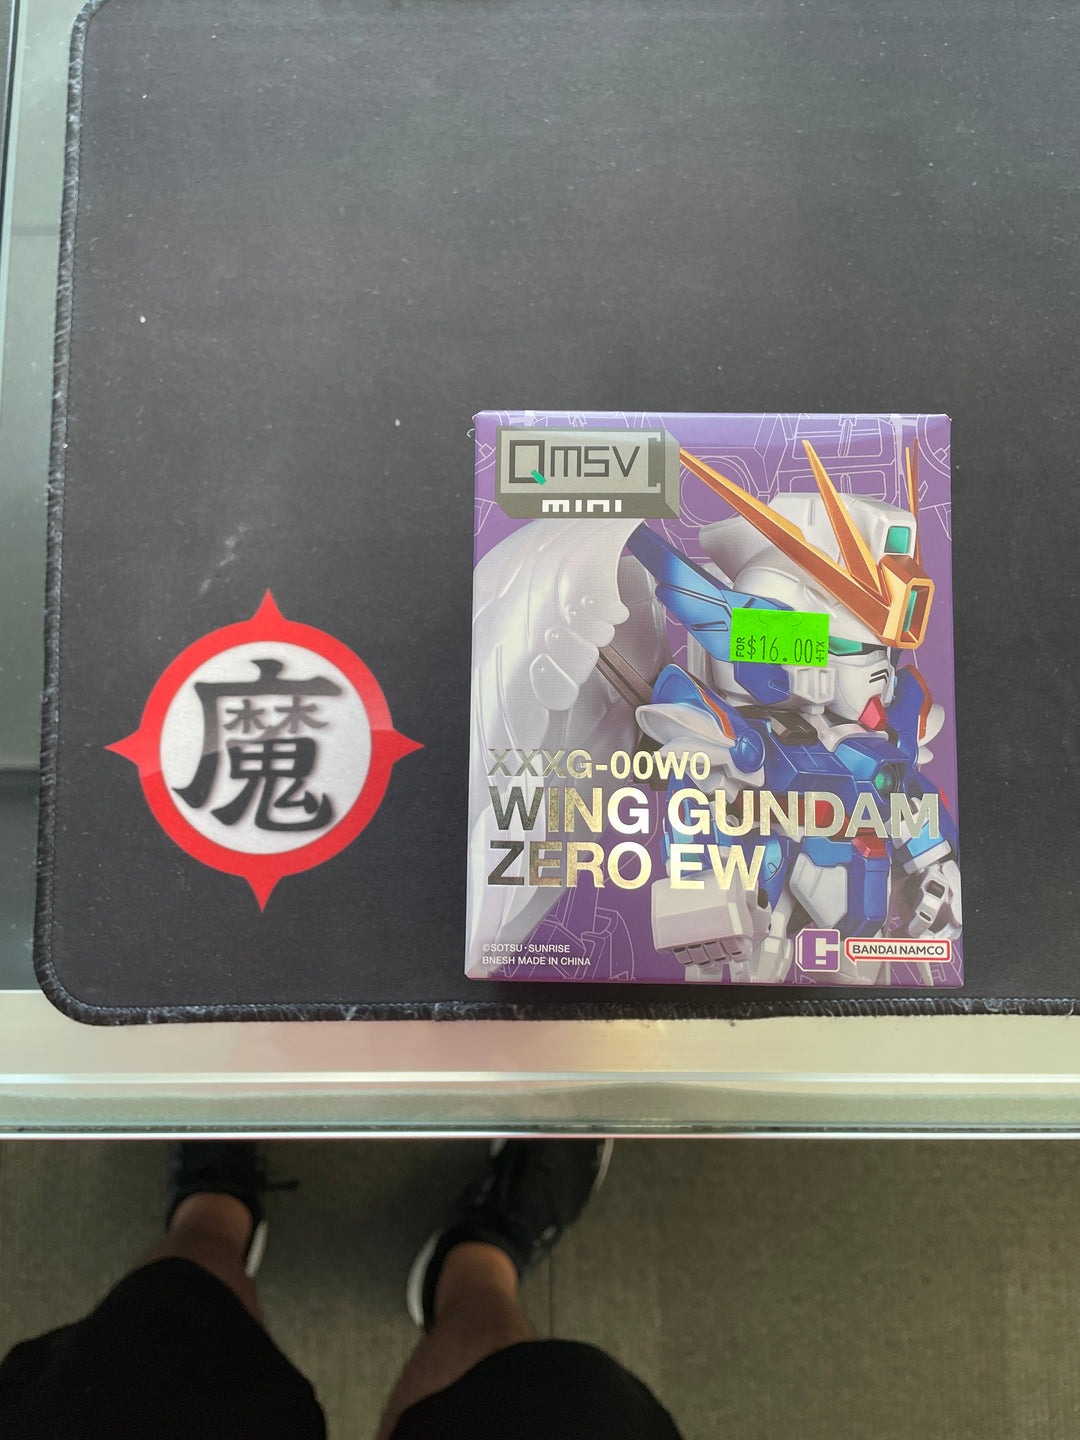 QMSV
mini
FOR $16.00 +TX
XXXG-00W0
WING GUNDAM
ZERO EW
©SOTSU・SUNRISE
BNESH MADE IN CHINA
BANDAI NAMCO
魔